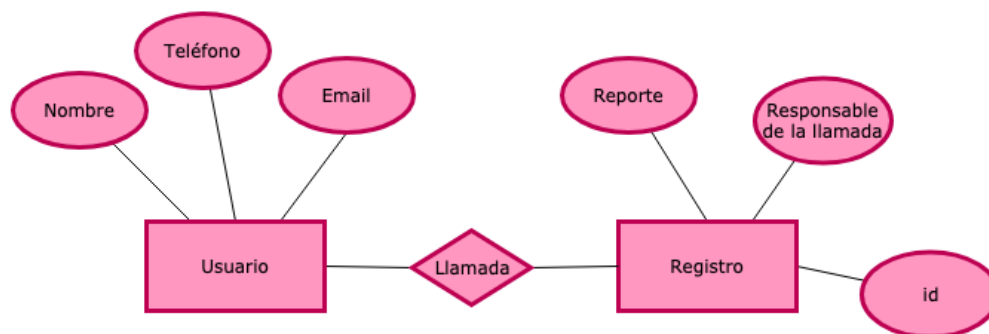 Teléfono
Nombre
Email
Reporte
Responsable
de la llamada
Usuario
Llamada
Registro
id